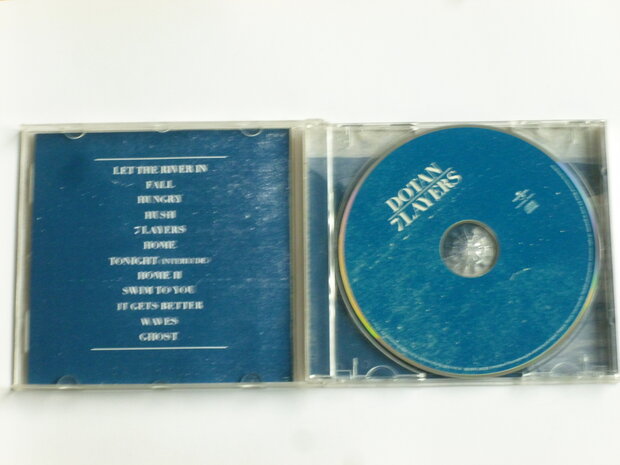 LET THE RIVER IN
FALL
HUNGRY
HUSH
7 LAYERS
HOME
TONIGHT (INTERLUDE)
HOME II
SWIM TO YOU
IT GETS BETTER
WAVES
GHOST
DOTAN
7 LAYERS